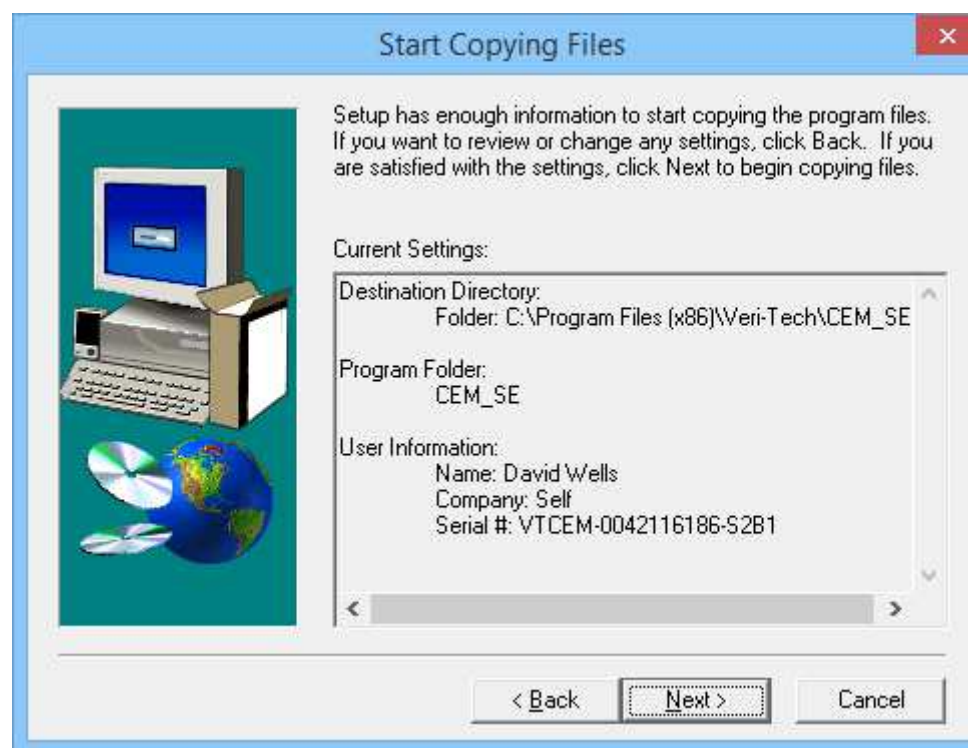 Start Copying Files
Setup has enough information to start copying the program files.
If you want to review or change any settings, click Back. If you
are satisfied with the settings, click Next to begin copying files.
Current Settings:
Destination Directory:
Folder: C:\Program Files (x86)\Veri-Tech\CEM_SE
Program Folder:
CEM_SE
User Information:
Name: David Wells
Company: Self
Serial #: VTCEM-0042116186-S2B1
< Back
Next >
Cancel